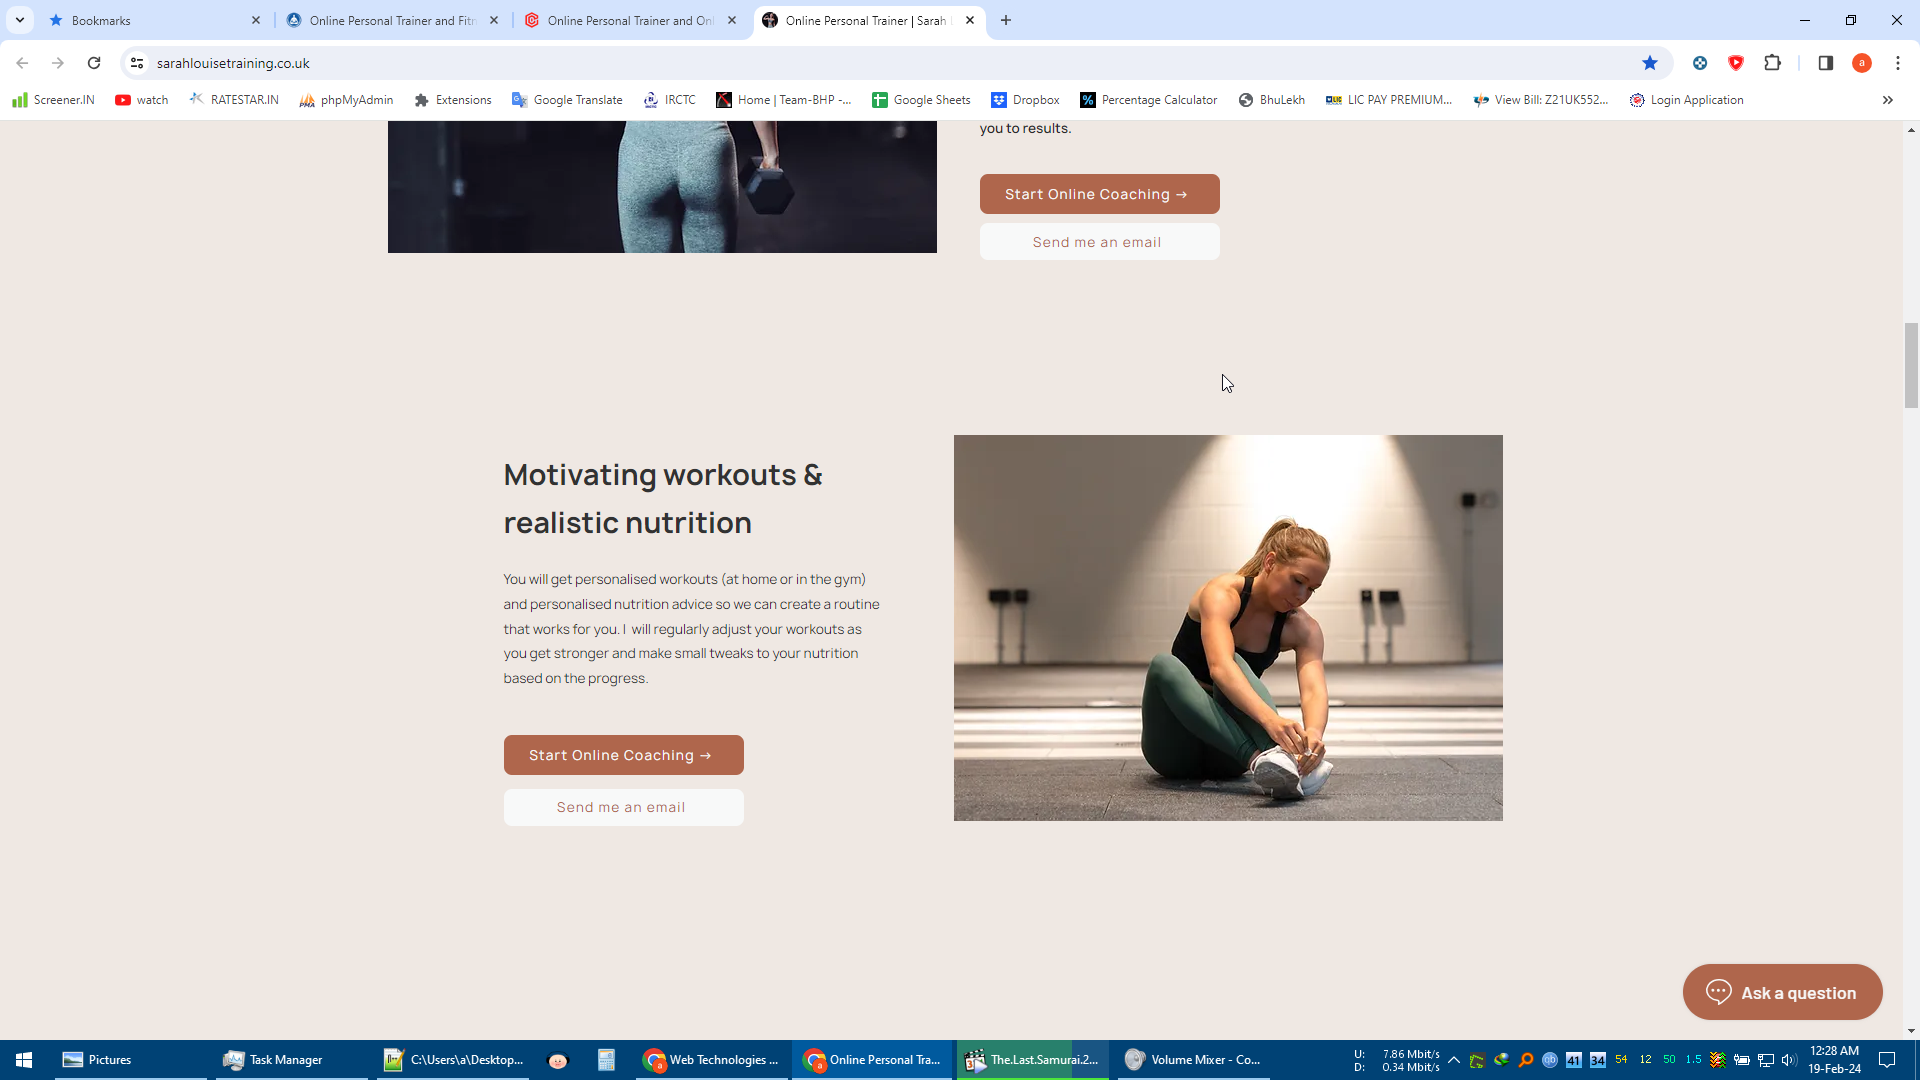 Bookmarks
Online Personal Trainer and Fitn
Online Personal Trainer and Onl
Online Personal Trainer | Sarah L
sarahlouisetraining.co.uk
a
Screener.IN
watch
RATESTAR.IN
phpMyAdmin
Extensions
Google Translate
IRCTC
Home | Team-BHP -...
Google Sheets
Dropbox
Percentage Calculator
BhuLekh
LIC PAY PREMIUM...
View Bill: Z21UK552...
Login Application
you to results.
Start Online Coaching →
Send me an email
Motivating workouts &
realistic nutrition
You will get personalised workouts (at home or in the gym)
and personalised nutrition advice so we can create a routine
that works for you. I will regularly adjust your workouts as
you get stronger and make small tweaks to your nutrition
based on the progress.
Start Online Coaching →
Send me an email
Ask a question
Pictures
Task Manager
C:\Users\a\Desktop...
Web Technologies ...
Online Personal Tra...
The.Last.Samurai.2...
Volume Mixer - Co...
U: 7.86 Mbit/s
D: 0.34 Mbit/s
41
34
54
12
50
1.5
12:28 AM
19-Feb-24